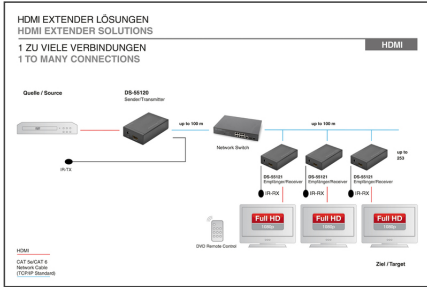 HDMI EXTENDER LÖSUNGEN
HDMI EXTENDER SOLUTIONS
1 ZU VIELE VERBINDUNGEN
1 TO MANY CONNECTIONS
HDMI
Quelle / Source
DS-55120
Sender/Transmitter
up to 100 m
up to 100 m
Network Switch
up to
253
IR/TX
DS-55121
Empfänger/Receiver
DS-55121
Empfänger/Receiver
DS-55121
Empfänger/Receiver
IR-RX
IR-RX
IR-RX
Full HD
1080p
Full HD
1080p
Full HD
1080p
DVD Remote Control
HDMI
CAT 5e/CAT 6
Network Cable
(TCP/IP Standard)
Ziel / Target